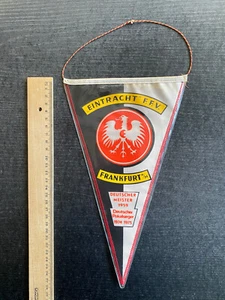 EINTRACHT F.F.V.
FRANKFURT
DEUTSCHER
MEISTER
1959
Deutscher
Pokalsieger
1974 1975